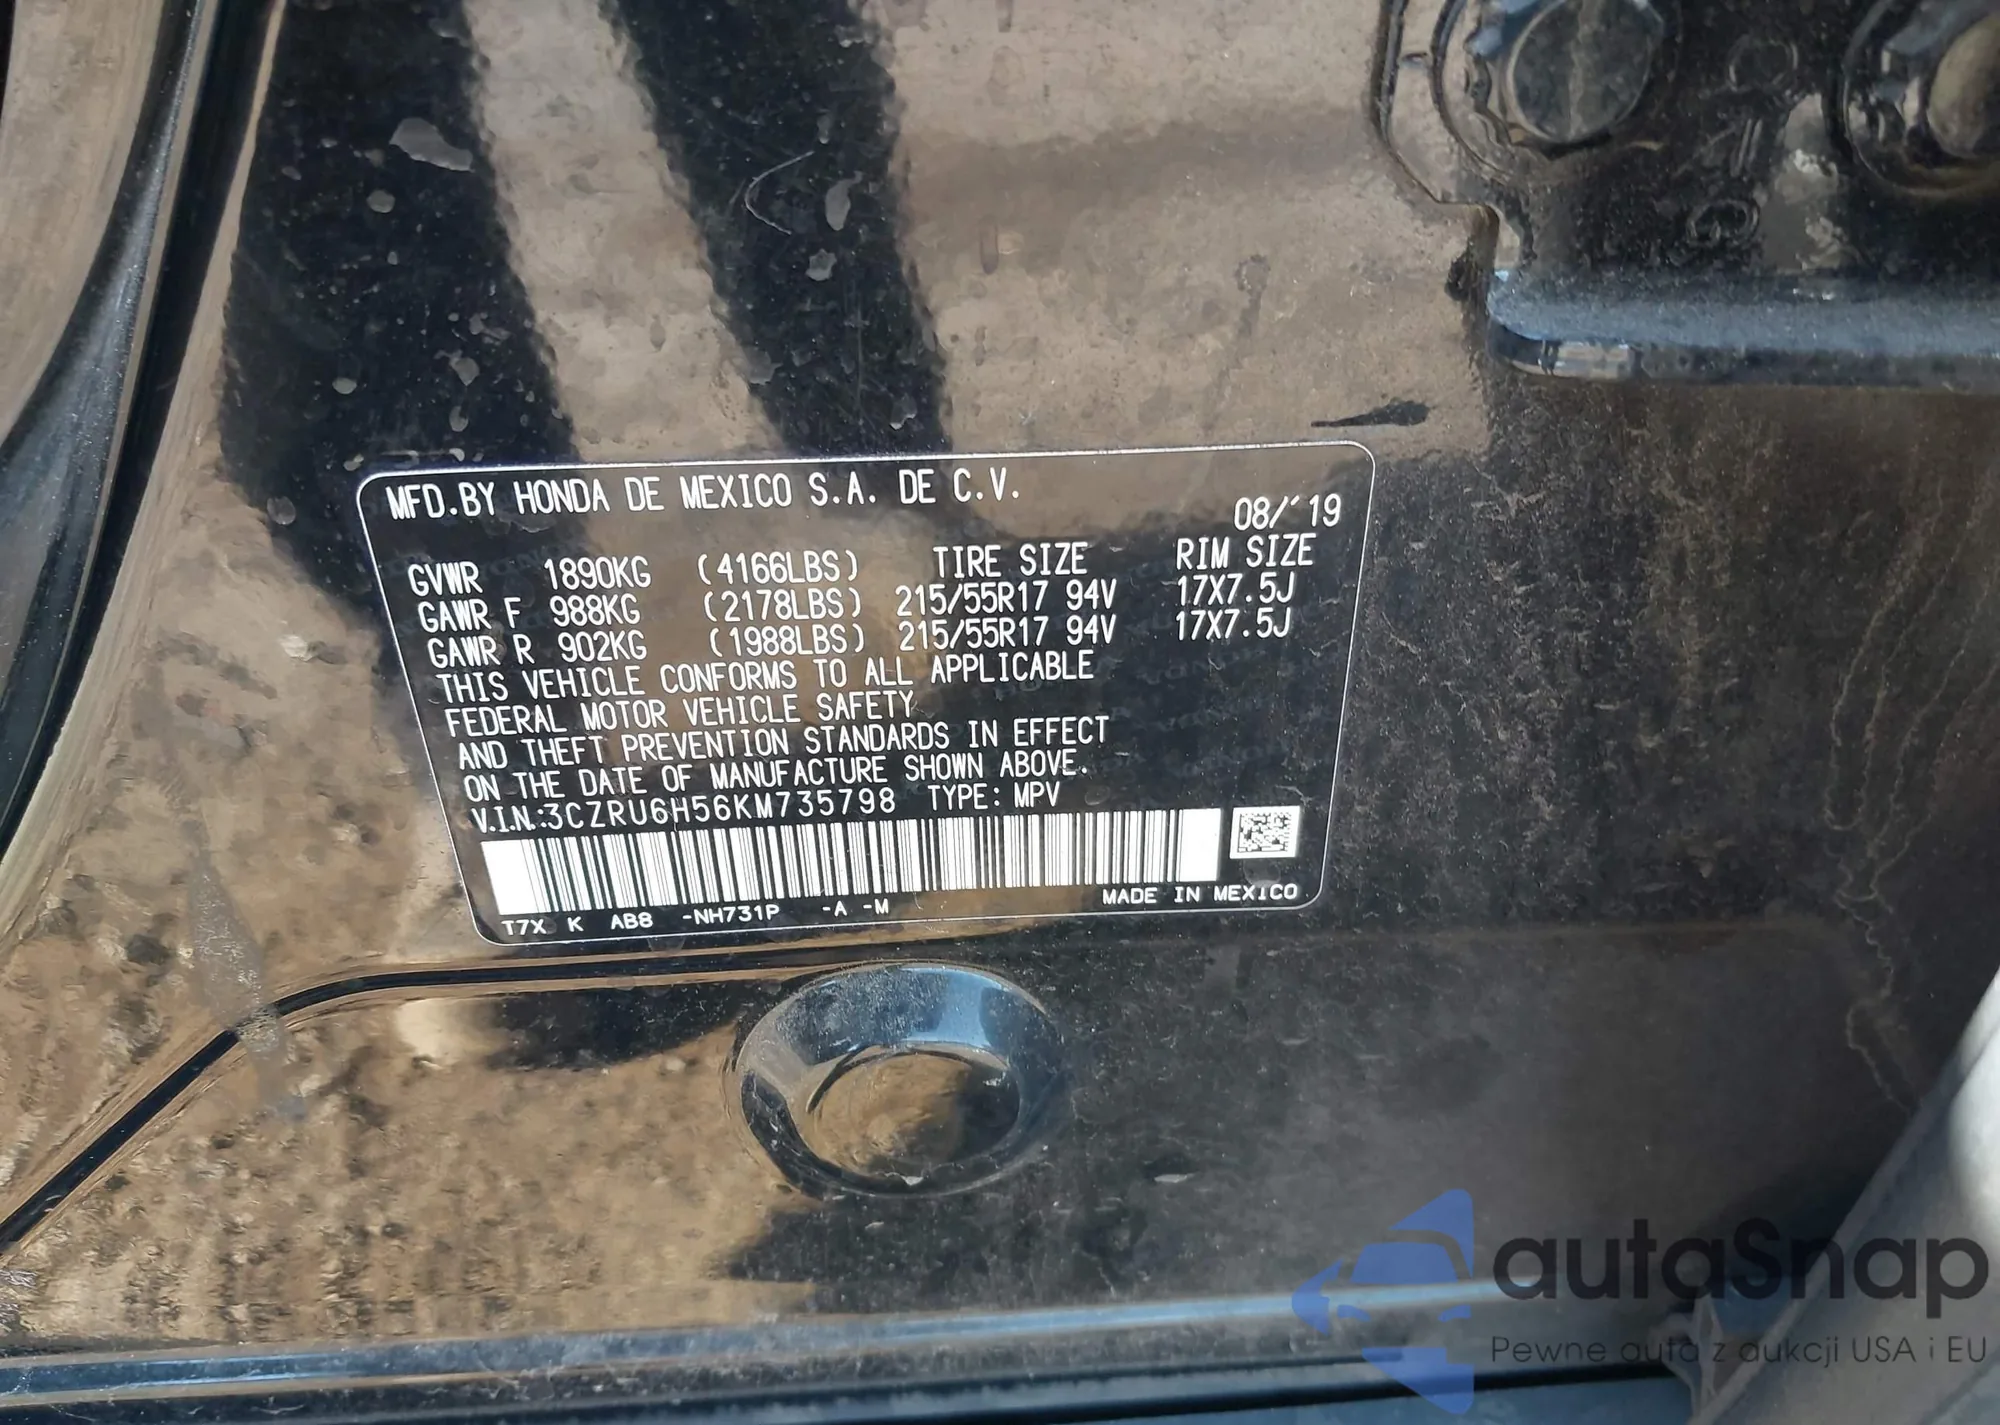 MFD.BY HONDA DE MEXICO S.A. DE C.V.
08/'19
GVWR 1890KG (4166LBS) TIRE SIZE RIM SIZE
GAWR F 988KG (2178LBS) 215/55R17 94V 17X7.5J
GAWR R 902KG (1988LBS) 215/55R17 94V 17X7.5J
THIS VEHICLE CONFORMS TO ALL APPLICABLE
FEDERAL MOTOR VEHICLE SAFETY
AND THEFT PREVENTION STANDARDS IN EFFECT
ON THE DATE OF MANUFACTURE SHOWN ABOVE.
V.I.N.:3CZRU6H56KM735798 TYPE: MPV
T7X K AB8 -NH731P -A -M MADE IN MEXICO
autaSnap
Pewne auta z aukcji USA i EU